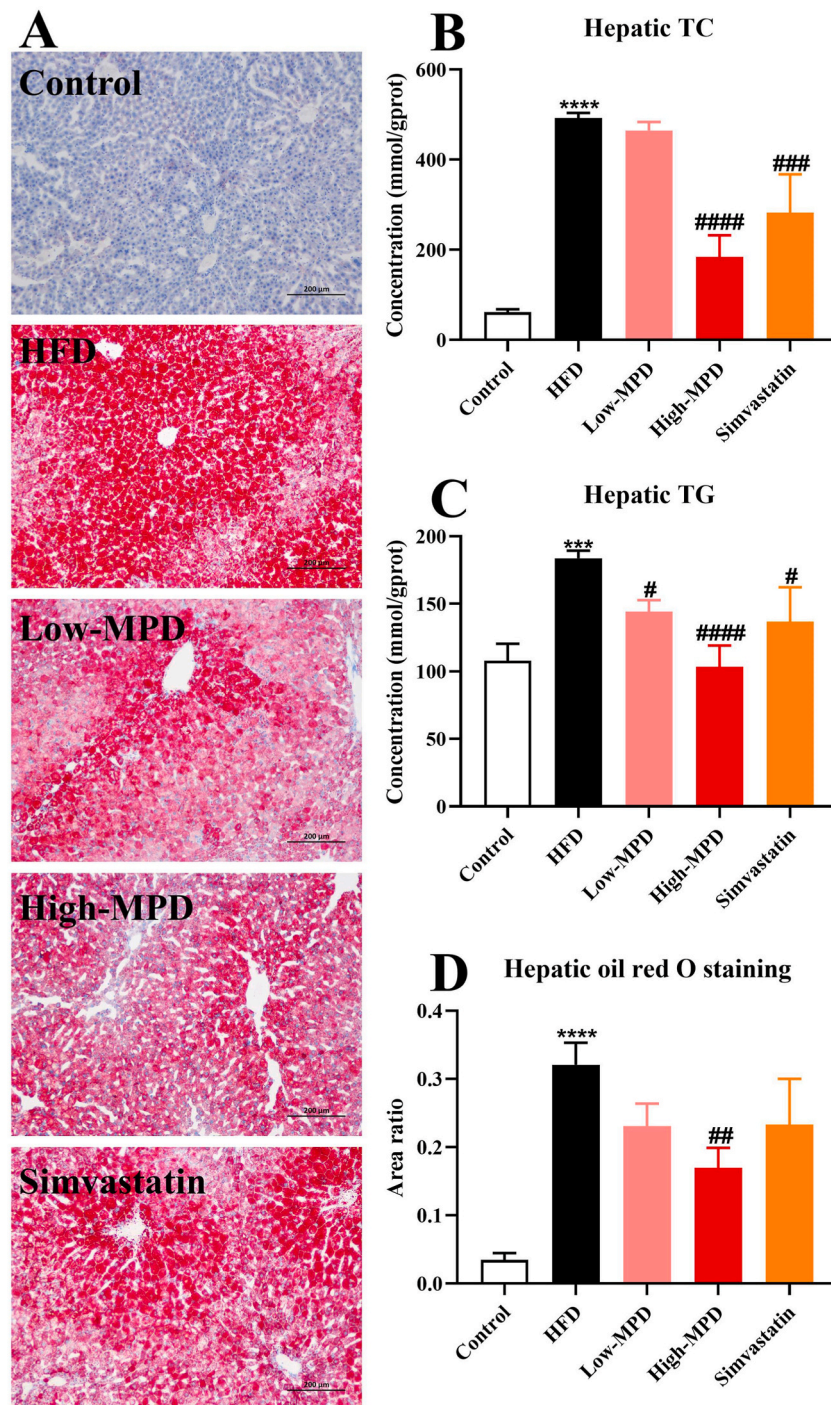 A
Control
200 µm
HFD
200 µm
Low-MPD
200 µm
High-MPD
200 µm
Simvastatin
200 µm
B
Hepatic TC
Concentration (mmol/gprot)
600
400
200
0
****
####
###
Control
HFD
Low-MPD
High-MPD
Simvastatin
C
Hepatic TG
Concentration (mmol/gprot)
200
150
100
50
0
***
#
####
#
Control
HFD
Low-MPD
High-MPD
Simvastatin
D
Hepatic oil red O staining
Area ratio
0.4
0.3
0.2
0.1
0.0
****
##
Control
HFD
Low-MPD
High-MPD
Simvastatin